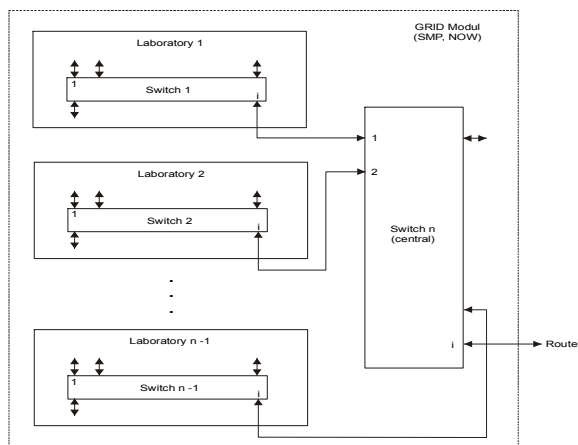 GRID Modul
(SMP, NOW)
Laboratory 1
1
Switch 1
i
1
Laboratory 2
2
1
Switch 2
i
Switch n
(central)
Laboratory n -1
i
Route
1
Switch n -1
i